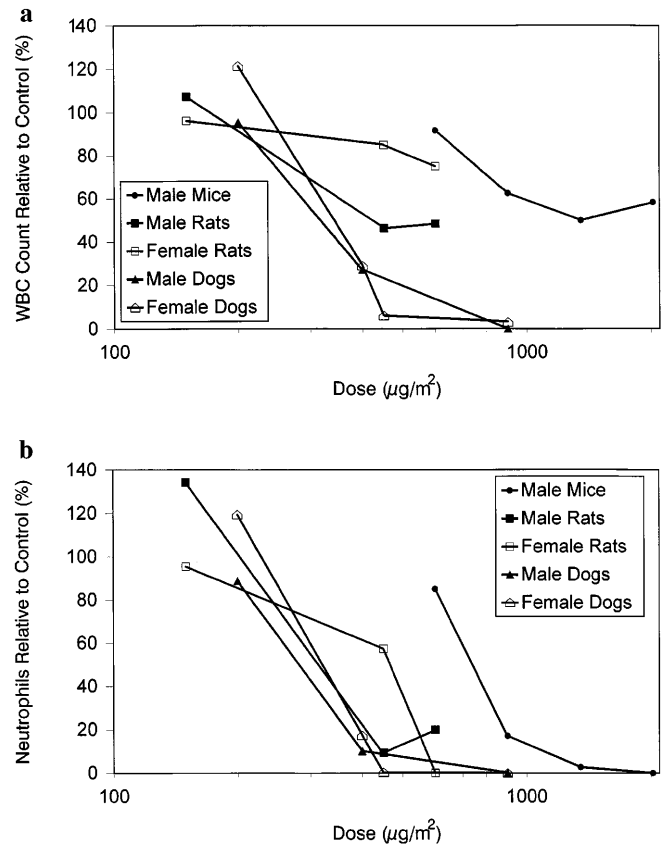 a
WBC Count Relative to Control (%)
140
120
100
80
60
40
20
0
Male Mice
Male Rats
Female Rats
Male Dogs
Female Dogs
100
1000
Dose (µg/m²)
b
Neutrophils Relative to Control (%)
140
120
100
80
60
40
20
0
Male Mice
Male Rats
Female Rats
Male Dogs
Female Dogs
100
1000
Dose (µg/m²)